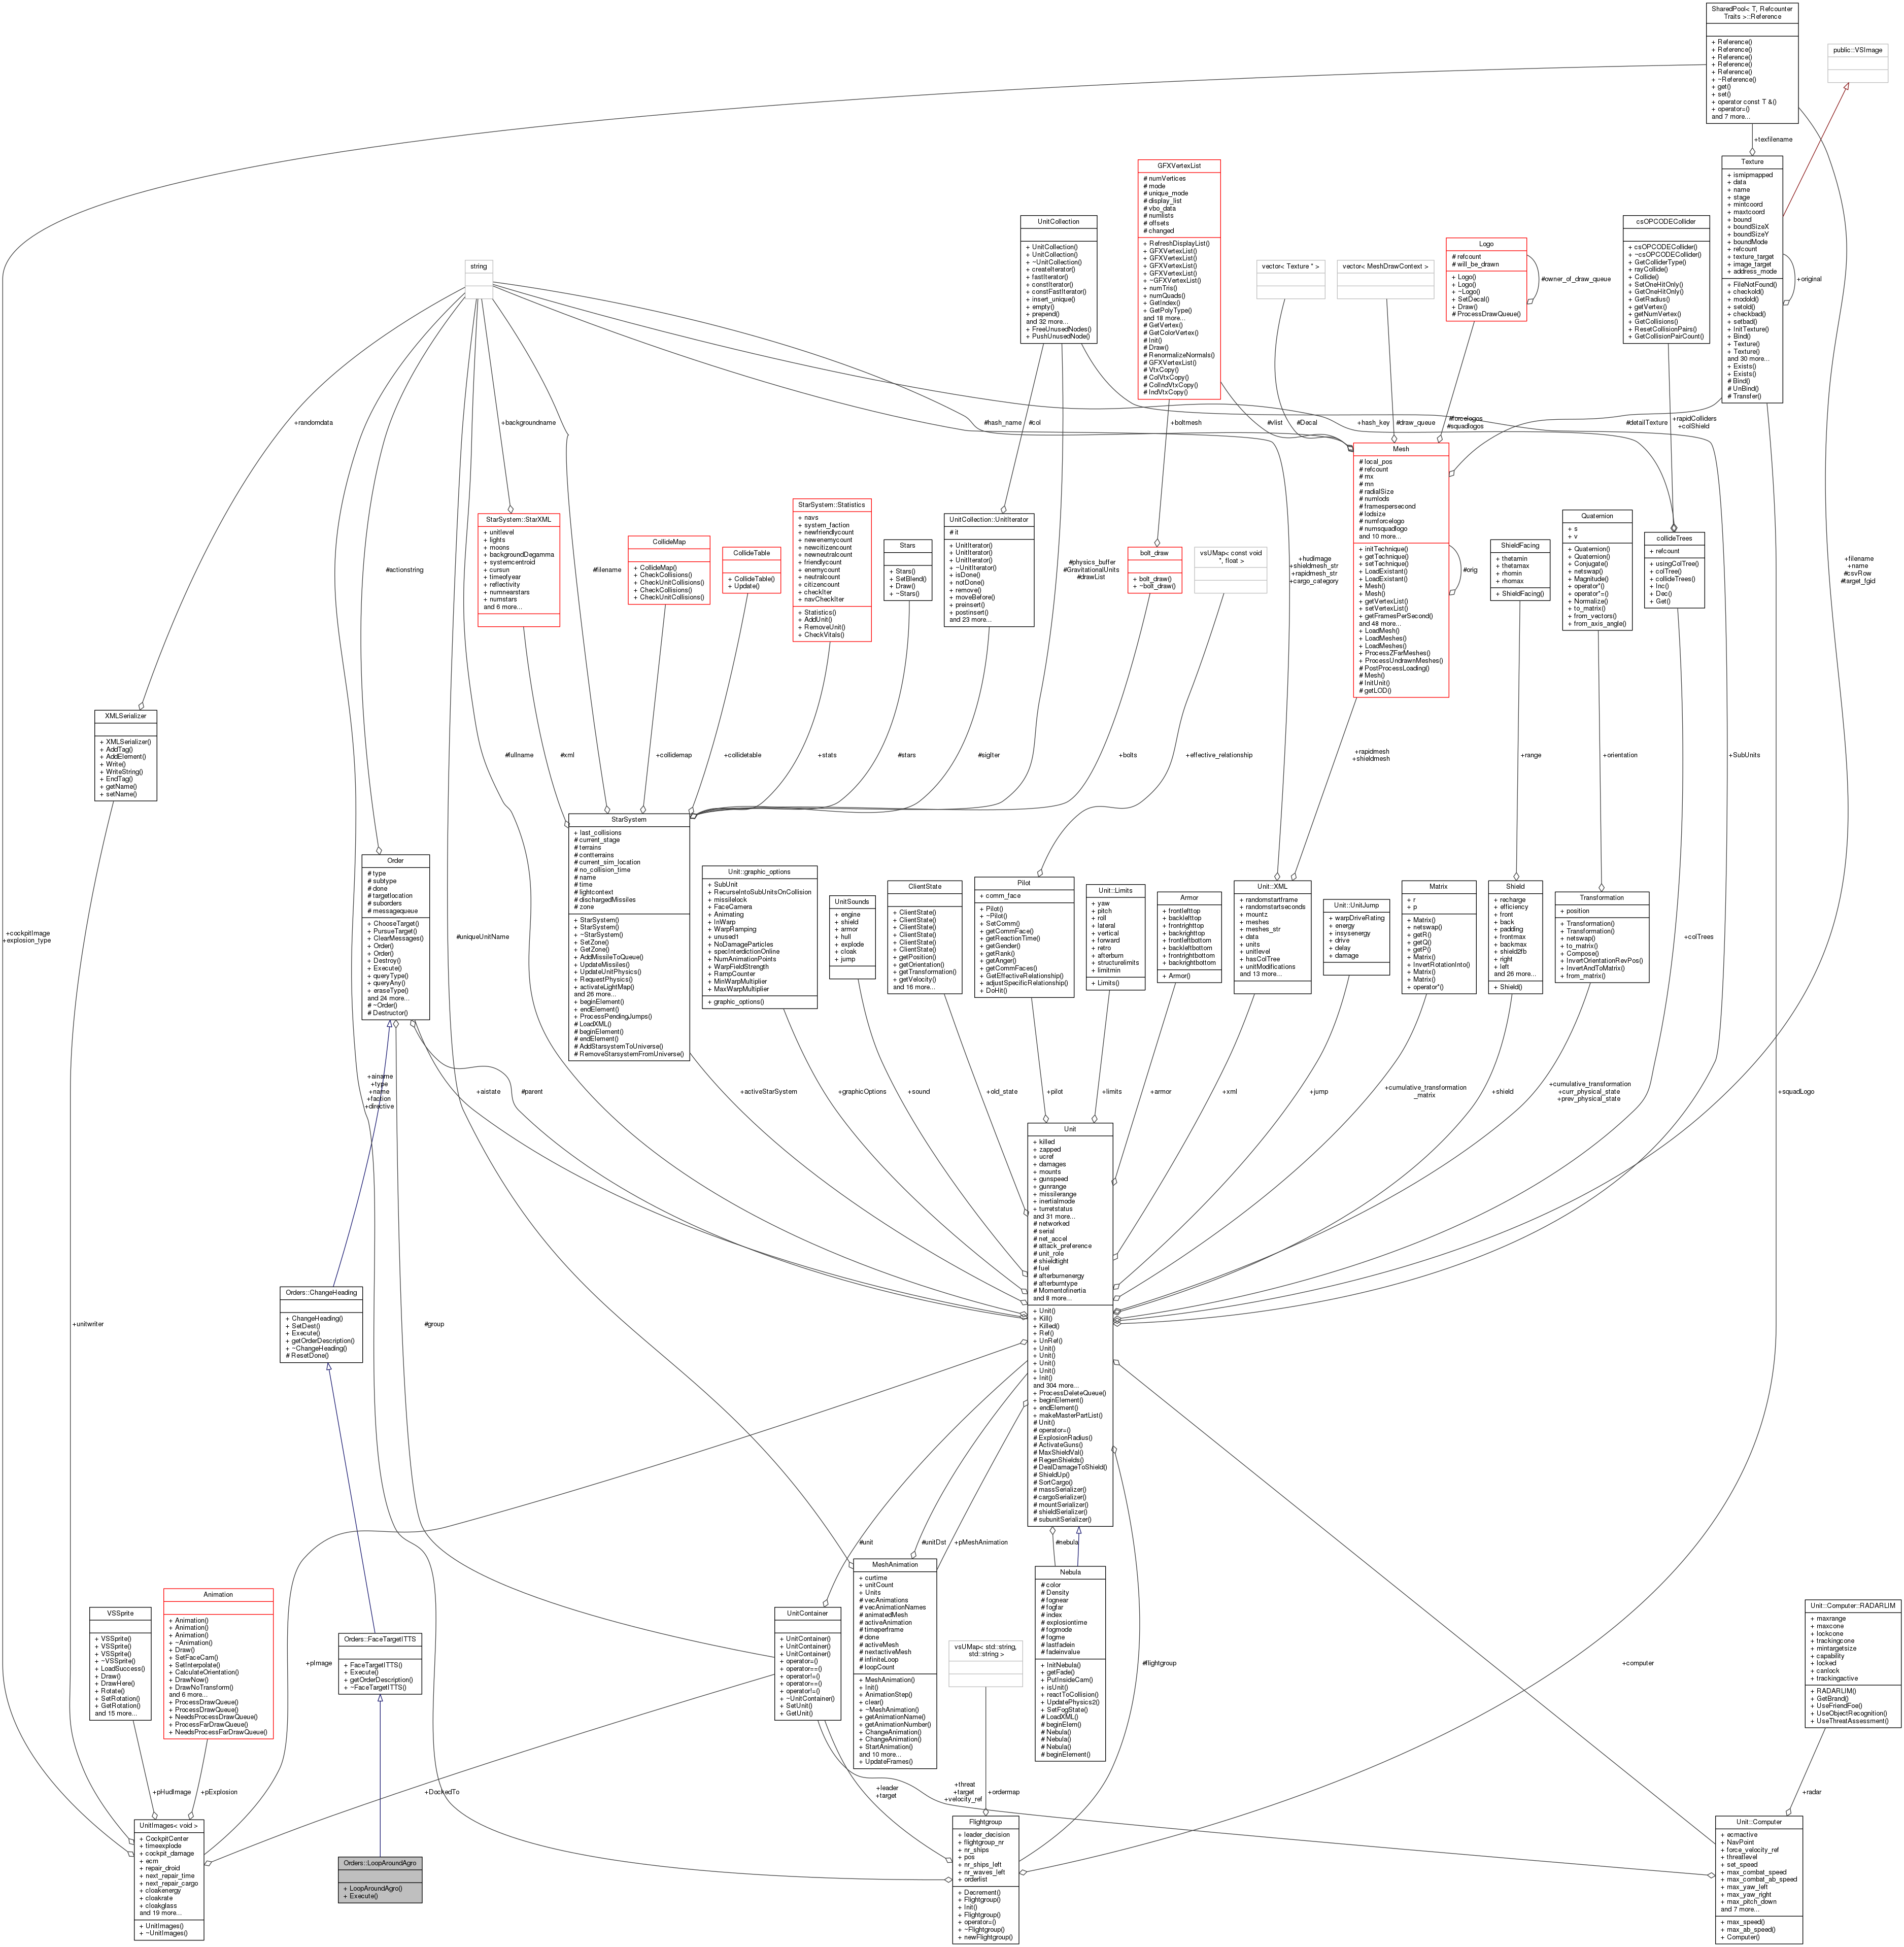 SharedPool< T, Refcounter
Traits >::Reference
+ Reference()
+ Reference()
+ Reference()
+ Reference()
+ Reference()
+ ~Reference()
+ get()
+ set()
+ operator const T &()
+ operator=()
and 7 more...
public::VSImage
+texfilename
Texture
+ ismipmapped
+ data
+ name
+ stage
+ mintcoord
+ maxtcoord
+ bound
+ boundSizeX
+ boundSizeY
+ boundMode
+ refcount
+ texture_target
+ image_target
+ address_mode
+ FileNotFound()
+ checkold()
+ modold()
+ setold()
+ checkbad()
+ setbad()
+ InitTexture()
+ Bind()
+ Texture()
+ Texture()
and 30 more...
+ Exists()
+ Exists()
# Bind()
# UnBind()
# Transfer()
+original
GFXVertexList
# numVertices
# mode
# unique_mode
# display_list
# vbo_data
# numlists
# offsets
# changed
+ RefreshDisplayList()
+ GFXVertexList()
+ GFXVertexList()
+ GFXVertexList()
+ GFXVertexList()
+ ~GFXVertexList()
+ numTris()
+ numQuads()
+ GetIndex()
+ GetPolyType()
and 18 more...
# GetVertex()
# GetColorVertex()
# Init()
# Draw()
# RenormalizeNormals()
# GFXVertexList()
# VtxCopy()
# ColVtxCopy()
# ColIndVtxCopy()
# IndVtxCopy()
UnitCollection
+ UnitCollection()
+ UnitCollection()
+ ~UnitCollection()
+ createIterator()
+ fastIterator()
+ constIterator()
+ constFastIterator()
+ insert_unique()
+ empty()
+ prepend()
and 32 more...
+ FreeUnusedNodes()
+ PushUnusedNode()
csOPCODECollider
+ csOPCODECollider()
+ ~csOPCODECollider()
+ GetColliderType()
+ rayCollide()
+ Collide()
+ SetOneHitOnly()
+ GetOneHitOnly()
+ GetRadius()
+ getVertex()
+ getNumVertex()
+ GetCollisions()
+ ResetCollisionPairs()
+ GetCollisionPairCount()
Logo
# refcount
# will_be_drawn
+ Logo()
+ Logo()
+ ~Logo()
+ SetDecal()
+ Draw()
# ProcessDrawQueue()
#owner_of_draw_queue
string
vector< Texture * >
vector< MeshDrawContext >
+randomdata
#actionstring
+backgroundname
#hash_name
#col
+boltmesh
#vlist
#Decal
+hash_key
#draw_queue
#forcelogos
#squadlogos
#detailTexture
+rapidColliders
+colShield
Mesh
# local_pos
# refcount
# mx
# mn
# radialSize
# numlods
# framespersecond
# lodsize
# numforcelogo
# numsquadlogo
and 10 more...
+ initTechnique()
+ getTechnique()
+ setTechnique()
+ LoadExistant()
+ LoadExistant()
+ Mesh()
+ Mesh()
+ getVertexList()
+ setVertexList()
+ getFramesPerSecond()
and 48 more...
+ LoadMesh()
+ LoadMeshes()
+ LoadMeshes()
+ ProcessZFarMeshes()
+ ProcessUndrawnMeshes()
# PostProcessLoading()
# Mesh()
# InitUnit()
# getLOD()
#orig
StarSystem::StarXML
+ unitlevel
+ lights
+ moons
+ backgroundDegamma
+ systemcentroid
+ cursun
+ timeofyear
+ reflectivity
+ numnearstars
+ numstars
and 6 more...
#filename
CollideMap
+ CollideMap()
+ CheckCollisions()
+ CheckUnitCollisions()
+ CheckCollisions()
+ CheckUnitCollisions()
CollideTable
+ CollideTable()
+ Update()
StarSystem::Statistics
+ navs
+ system_faction
+ newfriendlycount
+ newenemycount
+ newcitizencount
+ newneutralcount
+ friendlycount
+ enemycount
+ neutralcount
+ citizencount
+ checkIter
+ navCheckIter
+ Statistics()
+ AddUnit()
+ RemoveUnit()
+ CheckVitals()
Stars
+ Stars()
+ SetBlend()
+ Draw()
+ ~Stars()
UnitCollection::UnitIterator
# it
+ UnitIterator()
+ UnitIterator()
+ UnitIterator()
+ ~UnitIterator()
+ isDone()
+ notDone()
+ remove()
+ moveBefore()
+ preinsert()
+ postinsert()
and 23 more...
#physics_buffer
#GravitationalUnits
#drawList
bolt_draw
+ bolt_draw()
+ ~bolt_draw()
vsUMap< const void
*, float >
+hudImage
+shieldmesh_str
+rapidmesh_str
+cargo_category
ShieldFacing
+ thetamin
+ thetamax
+ rhomin
+ rhomax
+ ShieldFacing()
Quaternion
+ s
+ v
+ Quaternion()
+ Quaternion()
+ Conjugate()
+ netswap()
+ Magnitude()
+ operator*()
+ operator*=()
+ Normalize()
+ to_matrix()
+ from_vectors()
+ from_axis_angle()
collideTrees
+ refcount
+ usingColTree()
+ colTree()
+ collideTrees()
+ Inc()
+ Dec()
+ Get()
+filename
+name
#csvRow
#target_fgid
XMLSerializer
+ XMLSerializer()
+ AddTag()
+ AddElement()
+ Write()
+ WriteString()
+ EndTag()
+ getName()
+ setName()
#fullname
#xml
+collidemap
+collidetable
+stats
#stars
#sigIter
+bolts
+effective_relationship
+rapidmesh
+shieldmesh
+range
+orientation
+SubUnits
StarSystem
+ last_collisions
# current_stage
# terrains
# contterrains
# current_sim_location
# no_collision_time
# name
# time
# lightcontext
# dischargedMissiles
# zone
+ StarSystem()
+ StarSystem()
+ ~StarSystem()
+ SetZone()
+ GetZone()
+ AddMissileToQueue()
+ UpdateMissiles()
+ UpdateUnitPhysics()
+ RequestPhysics()
+ activateLightMap()
and 26 more...
+ beginElement()
+ endElement()
+ ProcessPendingJumps()
# LoadXML()
# beginElement()
# endElement()
# AddStarsystemToUniverse()
# RemoveStarsystemFromUniverse()
Order
# type
# subtype
# done
# targetlocation
# suborders
# messagequeue
+ ChooseTarget()
+ PursueTarget()
+ ClearMessages()
+ Order()
+ Order()
+ Destroy()
+ Execute()
+ queryType()
+ queryAny()
+ eraseType()
and 24 more...
# ~Order()
# Destructor()
Unit::graphic_options
+ SubUnit
+ RecurseIntoSubUnitsOnCollision
+ missilelock
+ FaceCamera
+ Animating
+ InWarp
+ WarpRamping
+ unused1
+ NoDamageParticles
+ specInterdictionOnline
+ NumAnimationPoints
+ WarpFieldStrength
+ RampCounter
+ MinWarpMultiplier
+ MaxWarpMultiplier
+ graphic_options()
UnitSounds
+ engine
+ shield
+ armor
+ hull
+ explode
+ cloak
+ jump
ClientState
+ ClientState()
+ ClientState()
+ ClientState()
+ ClientState()
+ ClientState()
+ ClientState()
+ getPosition()
+ getOrientation()
+ getTransformation()
+ getVelocity()
and 16 more...
Pilot
+ comm_face
+ Pilot()
+ ~Pilot()
+ SetComm()
+ getCommFace()
+ getReactionTime()
+ getGender()
+ getRank()
+ getAnger()
+ getCommFaces()
+ GetEffectiveRelationship()
+ adjustSpecificRelationship()
+ DoHit()
Unit::Limits
+ yaw
+ pitch
+ roll
+ lateral
+ vertical
+ forward
+ retro
+ afterburn
+ structurelimits
+ limitmin
+ Limits()
Armor
+ frontlefttop
+ backlefttop
+ frontrighttop
+ backrighttop
+ frontleftbottom
+ backleftbottom
+ frontrightbottom
+ backrightbottom
+ Armor()
Unit::XML
+ randomstartframe
+ randomstartseconds
+ mountz
+ meshes
+ meshes_str
+ data
+ units
+ unitlevel
+ hasColTree
+ unitModifications
and 13 more...
Unit::UnitJump
+ warpDriveRating
+ energy
+ insysenergy
+ drive
+ delay
+ damage
Matrix
+ r
+ p
+ Matrix()
+ netswap()
+ getR()
+ getQ()
+ getP()
+ Matrix()
+ InvertRotationInto()
+ Matrix()
+ Matrix()
+ operator*()
Shield
+ recharge
+ efficiency
+ front
+ back
+ padding
+ frontmax
+ backmax
+ shield2fb
+ right
+ left
and 26 more...
+ Shield()
Transformation
+ position
+ Transformation()
+ Transformation()
+ netswap()
+ to_matrix()
+ Compose()
+ InvertOrientationRevPos()
+ InvertAndToMatrix()
+ from_matrix()
+cockpitImage
+explosion_type
#uniqueUnitName
+colTrees
+ainame
+type
+name
+faction
+directive
+aistate
#parent
+activeStarSystem
+graphicOptions
+sound
+old_state
+pilot
+limits
+armor
+xml
+jump
+cumulative_transformation
_matrix
+shield
+cumulative_transformation
+curr_physical_state
+prev_physical_state
+squadLogo
Unit
+ killed
+ zapped
+ ucref
+ damages
+ mounts
+ gunspeed
+ gunrange
+ missilerange
+ inertialmode
+ turretstatus
and 31 more...
# networked
# serial
# net_accel
# attack_preference
# unit_role
# shieldtight
# fuel
# afterburnenergy
# afterburntype
# Momentofinertia
and 8 more...
+ Unit()
+ Kill()
+ Killed()
+ Ref()
+ UnRef()
+ Unit()
+ Unit()
+ Unit()
+ Unit()
+ Init()
and 304 more...
+ ProcessDeleteQueue()
+ beginElement()
+ endElement()
+ makeMasterPartList()
# Unit()
# operator=()
# ExplosionRadius()
# ActivateGuns()
# MaxShieldVal()
# RegenShields()
# DealDamageToShield()
# ShieldUp()
# SortCargo()
# massSerializer()
# cargoSerializer()
# mountSerializer()
# shieldSerializer()
# subunitSerializer()
Orders::ChangeHeading
+ ChangeHeading()
+ SetDest()
+ Execute()
+ getOrderDescription()
+ ~ChangeHeading()
# ResetDone()
+unitwriter
#group
#unit
#unitDst
+pMeshAnimation
#nebula
MeshAnimation
+ curtime
+ unitCount
+ Units
# vecAnimations
# vecAnimationNames
# animatedMesh
# activeAnimation
# timeperframe
# done
# activeMesh
# nextactiveMesh
# infiniteLoop
# loopCount
+ MeshAnimation()
+ Init()
+ AnimationStep()
+ clear()
+ ~MeshAnimation()
+ getAnimationName()
+ getAnimationNumber()
+ ChangeAnimation()
+ ChangeAnimation()
+ StartAnimation()
and 10 more...
+ UpdateFrames()
Nebula
# color
# Density
# fognear
# fogfar
# index
# explosiontime
# fogmode
# fogme
# lastfadein
# fadeinvalue
+ InitNebula()
+ getFade()
+ PutInsideCam()
+ isUnit()
+ reactToCollision()
+ UpdatePhysics2()
+ SetFogState()
# LoadXML()
# beginElem()
# Nebula()
# Nebula()
# Nebula()
# beginElement()
VSSprite
+ VSSprite()
+ VSSprite()
+ VSSprite()
+ ~VSSprite()
+ LoadSuccess()
+ Draw()
+ DrawHere()
+ Rotate()
+ SetRotation()
+ GetRotation()
and 15 more...
Animation
+ Animation()
+ Animation()
+ Animation()
+ ~Animation()
+ Draw()
+ SetFaceCam()
+ SetInterpolate()
+ CalculateOrientation()
+ DrawNow()
+ DrawNoTransform()
and 6 more...
+ ProcessDrawQueue()
+ ProcessDrawQueue()
+ NeedsProcessDrawQueue()
+ ProcessFarDrawQueue()
+ NeedsProcessFarDrawQueue()
+pImage
Orders::FaceTargetITTS
+ FaceTargetITTS()
+ Execute()
+ getOrderDescription()
+ ~FaceTargetITTS()
UnitContainer
+ UnitContainer()
+ UnitContainer()
+ UnitContainer()
+ operator=()
+ operator==()
+ operator!=()
+ operator==()
+ operator!=()
+ ~UnitContainer()
+ SetUnit()
+ GetUnit()
vsUMap< std::string,
std::string >
#flightgroup
+computer
Unit::Computer::RADARLIM
+ maxrange
+ maxcone
+ lockcone
+ trackingcone
+ mintargetsize
+ capability
+ locked
+ canlock
+ trackingactive
+ RADARLIM()
+ GetBrand()
+ UseFriendFoe()
+ UseObjectRecognition()
+ UseThreatAssessment()
+pHudImage
+pExplosion
+DockedTo
+leader
+target
+threat
+target
+velocity_ref
+ordermap
+radar
UnitImages< void >
+ CockpitCenter
+ timeexplode
+ cockpit_damage
+ ecm
+ repair_droid
+ next_repair_time
+ next_repair_cargo
+ cloakenergy
+ cloakrate
+ cloakglass
and 19 more...
+ UnitImages()
+ ~UnitImages()
Orders::LoopAroundAgro
+ LoopAroundAgro()
+ Execute()
Flightgroup
+ leader_decision
+ flightgroup_nr
+ nr_ships
+ pos
+ nr_ships_left
+ nr_waves_left
+ orderlist
+ Decrement()
+ Flightgroup()
+ Init()
+ Flightgroup()
+ operator=()
+ ~Flightgroup()
+ newFlightgroup()
Unit::Computer
+ ecmactive
+ NavPoint
+ force_velocity_ref
+ threatlevel
+ set_speed
+ max_combat_speed
+ max_combat_ab_speed
+ max_yaw_left
+ max_yaw_right
+ max_pitch_down
and 7 more...
+ max_speed()
+ max_ab_speed()
+ Computer()